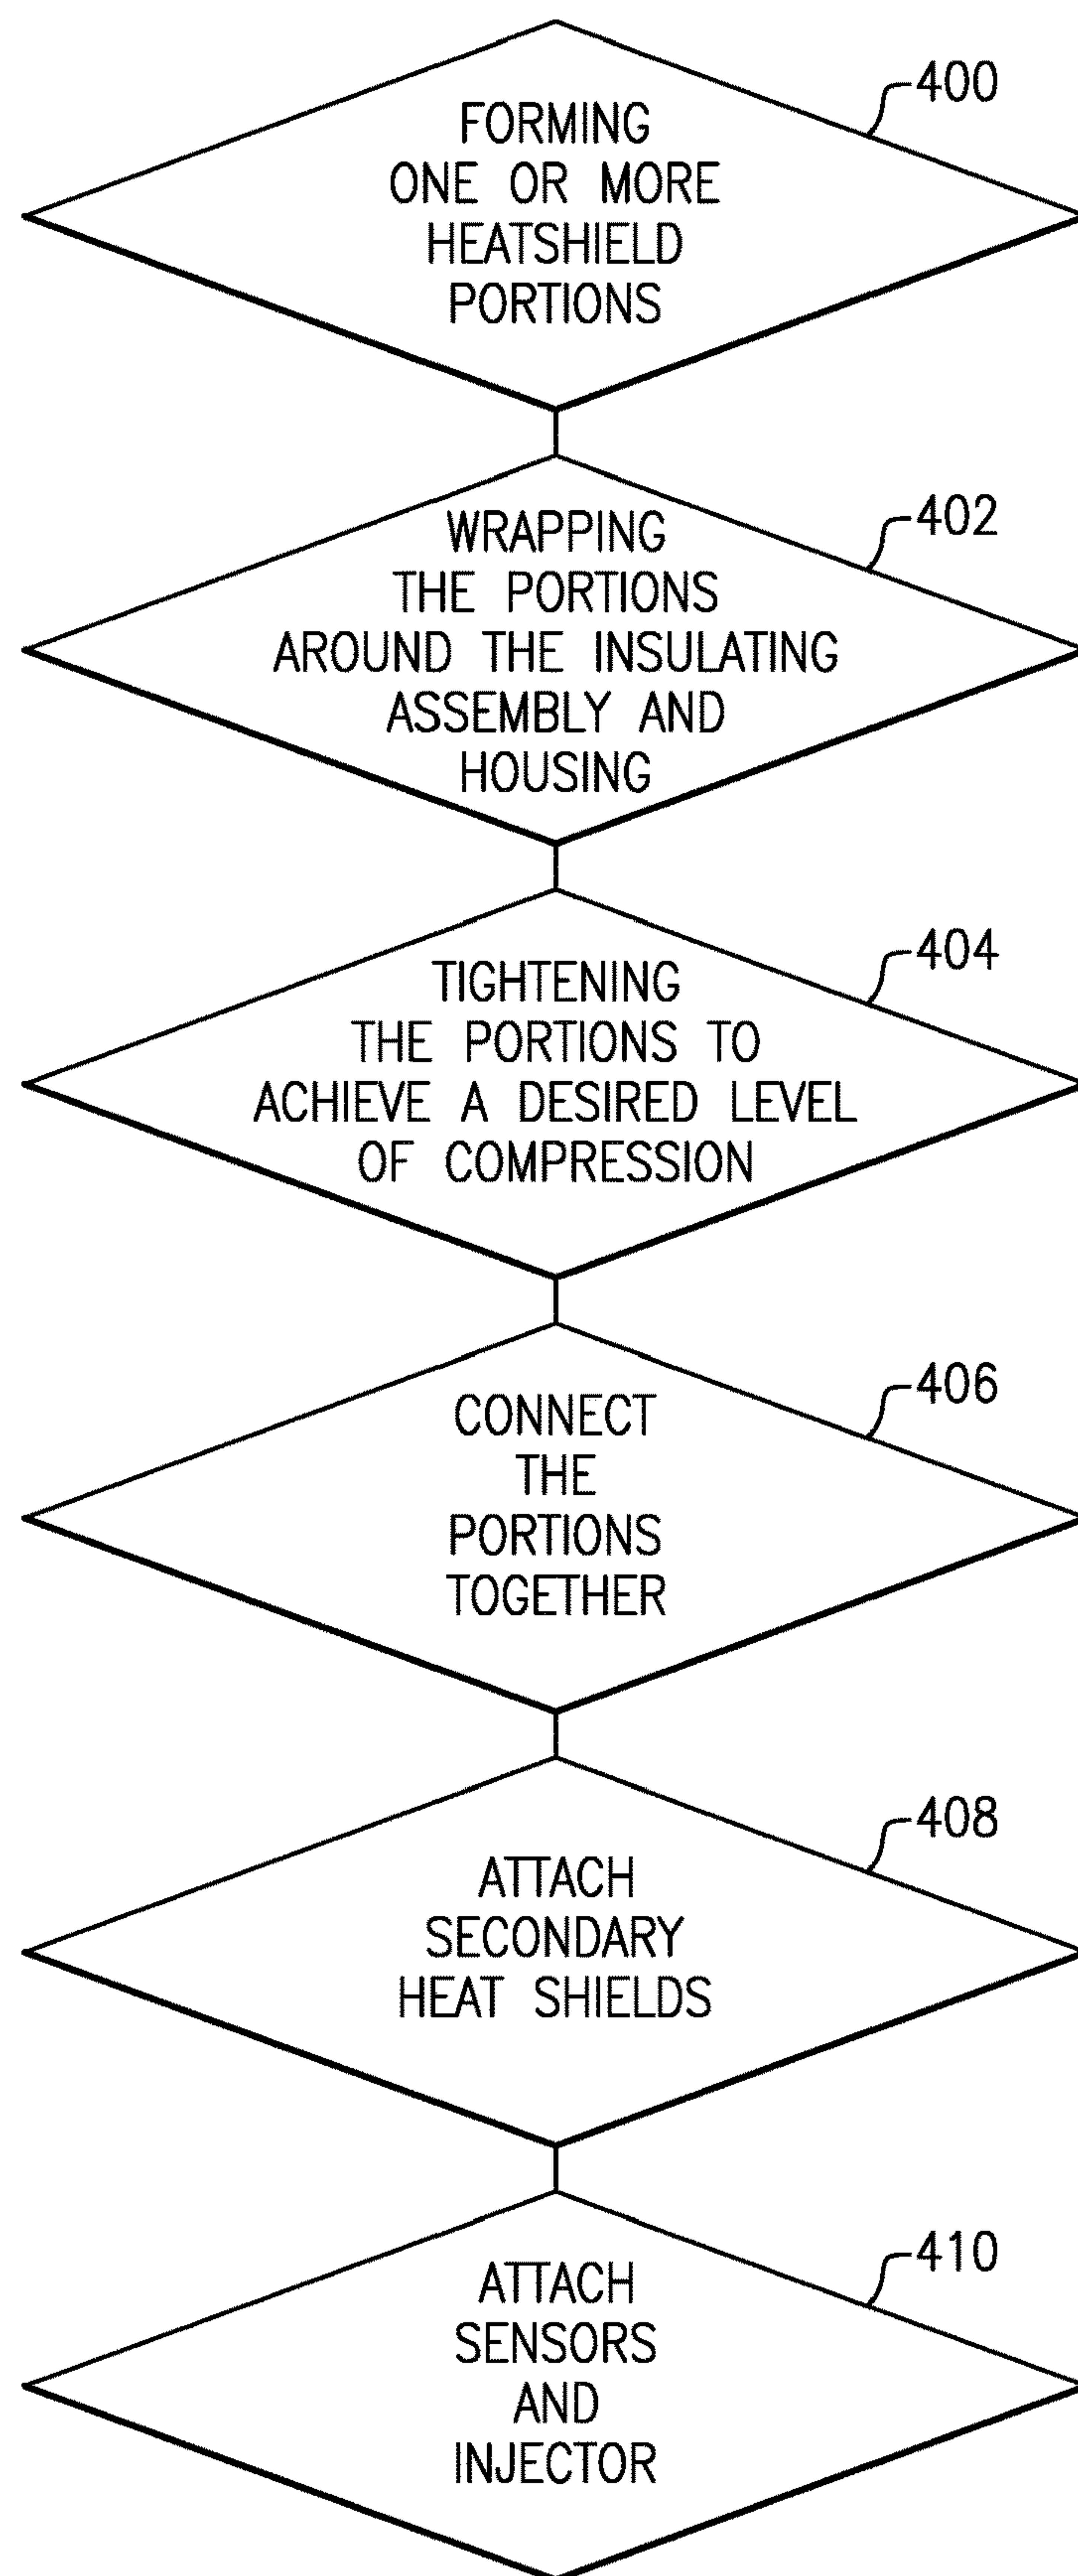 400
FORMING
ONE OR MORE
HEATSHIELD
PORTIONS
402
WRAPPING
THE PORTIONS
AROUND THE INSULATING
ASSEMBLY AND
HOUSING
404
TIGHTENING
THE PORTIONS TO
ACHIEVE A DESIRED LEVEL
OF COMPRESSION
406
CONNECT
THE
PORTIONS
TOGETHER
408
ATTACH
SECONDARY
HEAT SHIELDS
410
ATTACH
SENSORS
AND
INJECTOR